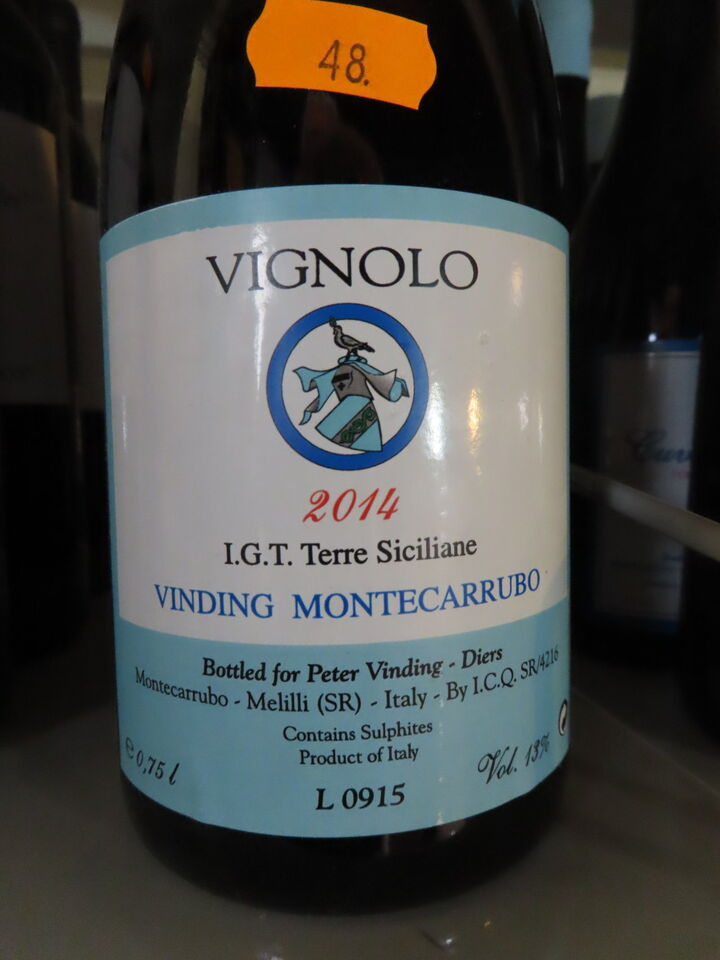 48.
VIGNOLO
2014
I.G.T. Terre Siciliane
VINDING MONTECARRUBO
Bottled for Peter Vinding - Diers
Montecarrubo - Melilli (SR) - Italy - By I.C.Q. SR/4216
Contains Sulphites
Product of Italy
e 0,75 l
Vol. 13%
L 0915